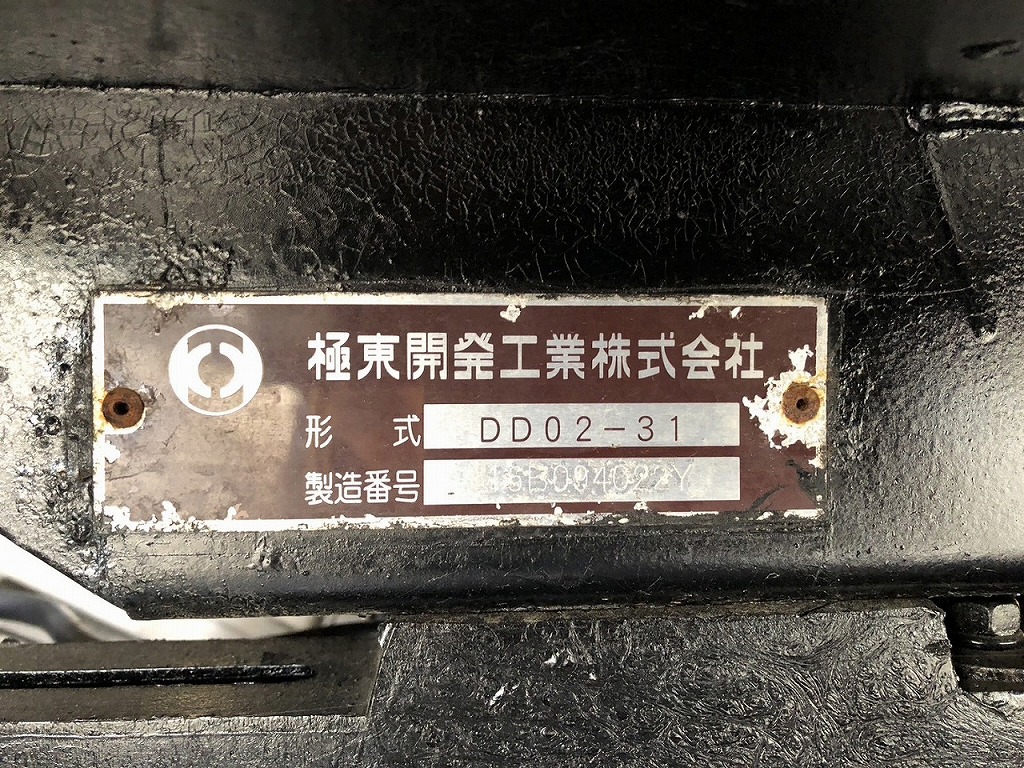 極東開発工業株式会社
形 式 DD02-31
製造番号